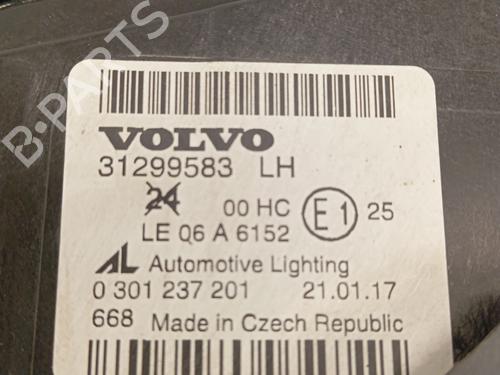 VOLVO
31299583 LH
24 00 HC E1 25
LE 06 A 6152
AL Automotive Lighting
0 301 237 201 21.01.17
668 Made in Czech Republic
B-PARTS